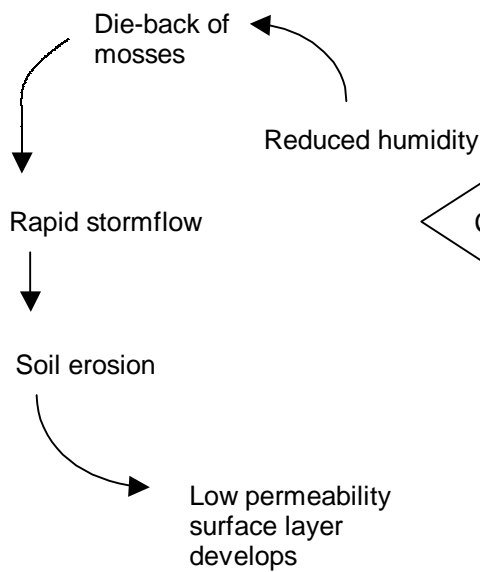 Die-back of
mosses
Reduced humidity
Rapid stormflow
Soil erosion
Low permeability
surface layer
develops